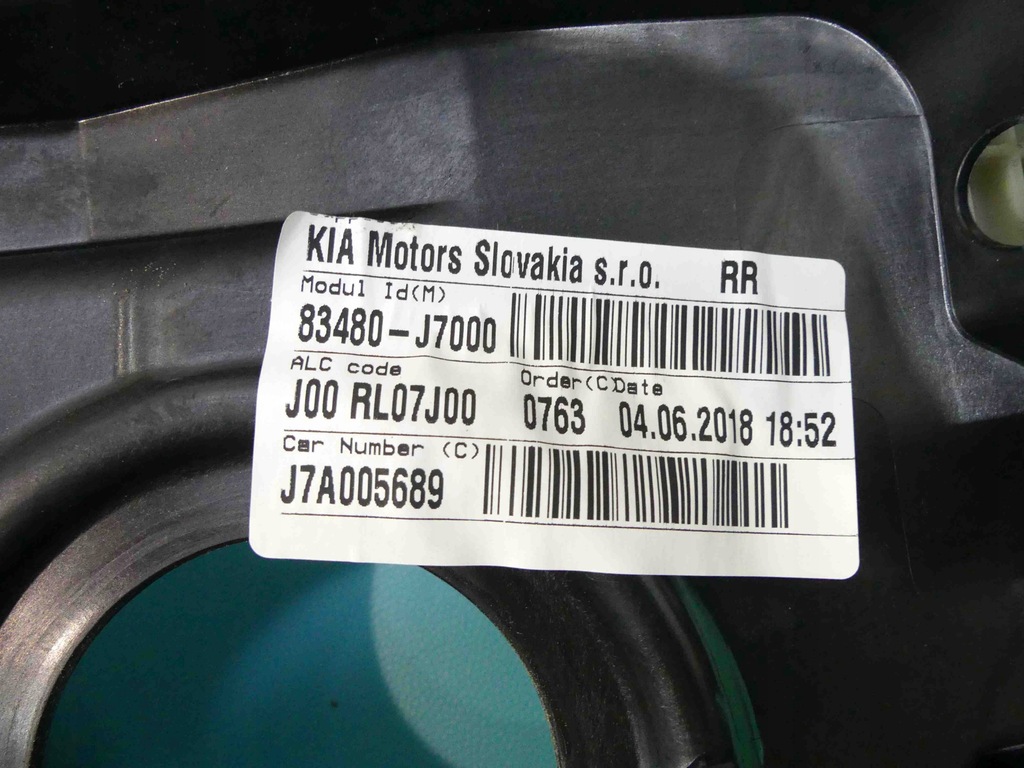 KIA Motors Slovakia s.r.o. RR
Modul Id(M)
83480-J7000
ALC code Order(C)Date
J00 RL07J00 0763 04.06.2018 18:52
Car Number (C)
J7A005689